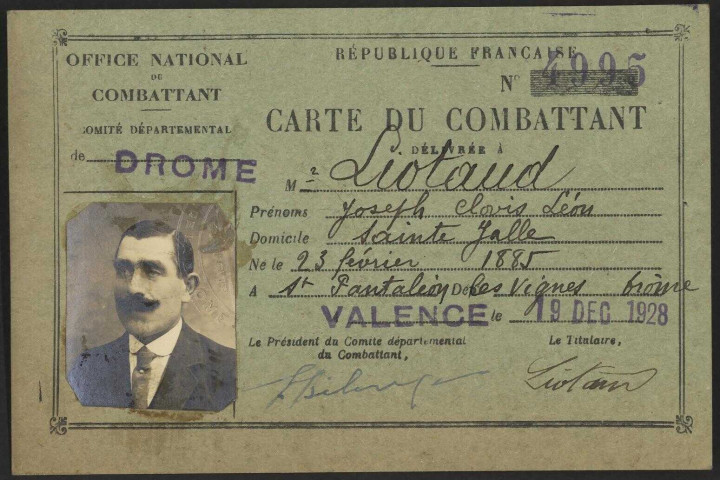 OFFICE NATIONAL
DU
COMBATTANT
COMITÉ DÉPARTEMENTAL
de DROME
RÉPUBLIQUE FRANÇAISE
N° 4995
CARTE DU COMBATTANT
DÉLIVRÉE À
Mr Liotaud
Prénoms Joseph Clovis Léon
Domicile Sainte Jalle
Né le 23 février 1885
A St Pantaléon Des Les Vignes Drôme
VALENCE le 19 DEC 1928
Le Président du Comité départemental
du Combattant,
Le Titulaire,
Liotaud